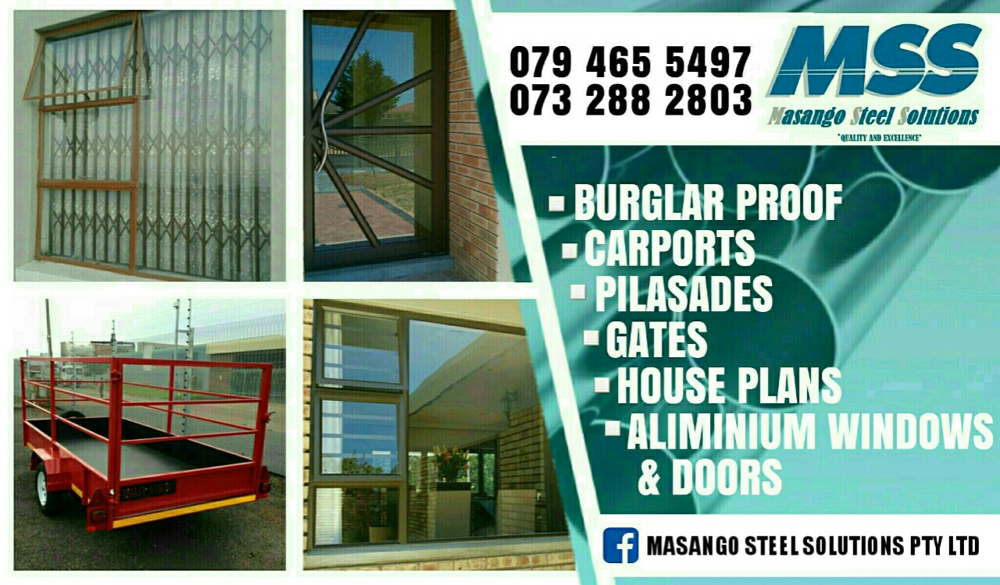 079 465 5497
073 288 2803
MSS
Masango Steel Solutions
"QUALITY AND EXCELLENCE"
BURGLAR PROOF
CARPORTS
PILASADES
GATES
HOUSE PLANS
ALIMINIUM WINDOWS
& DOORS
f MASANGO STEEL SOLUTIONS PTY LTD